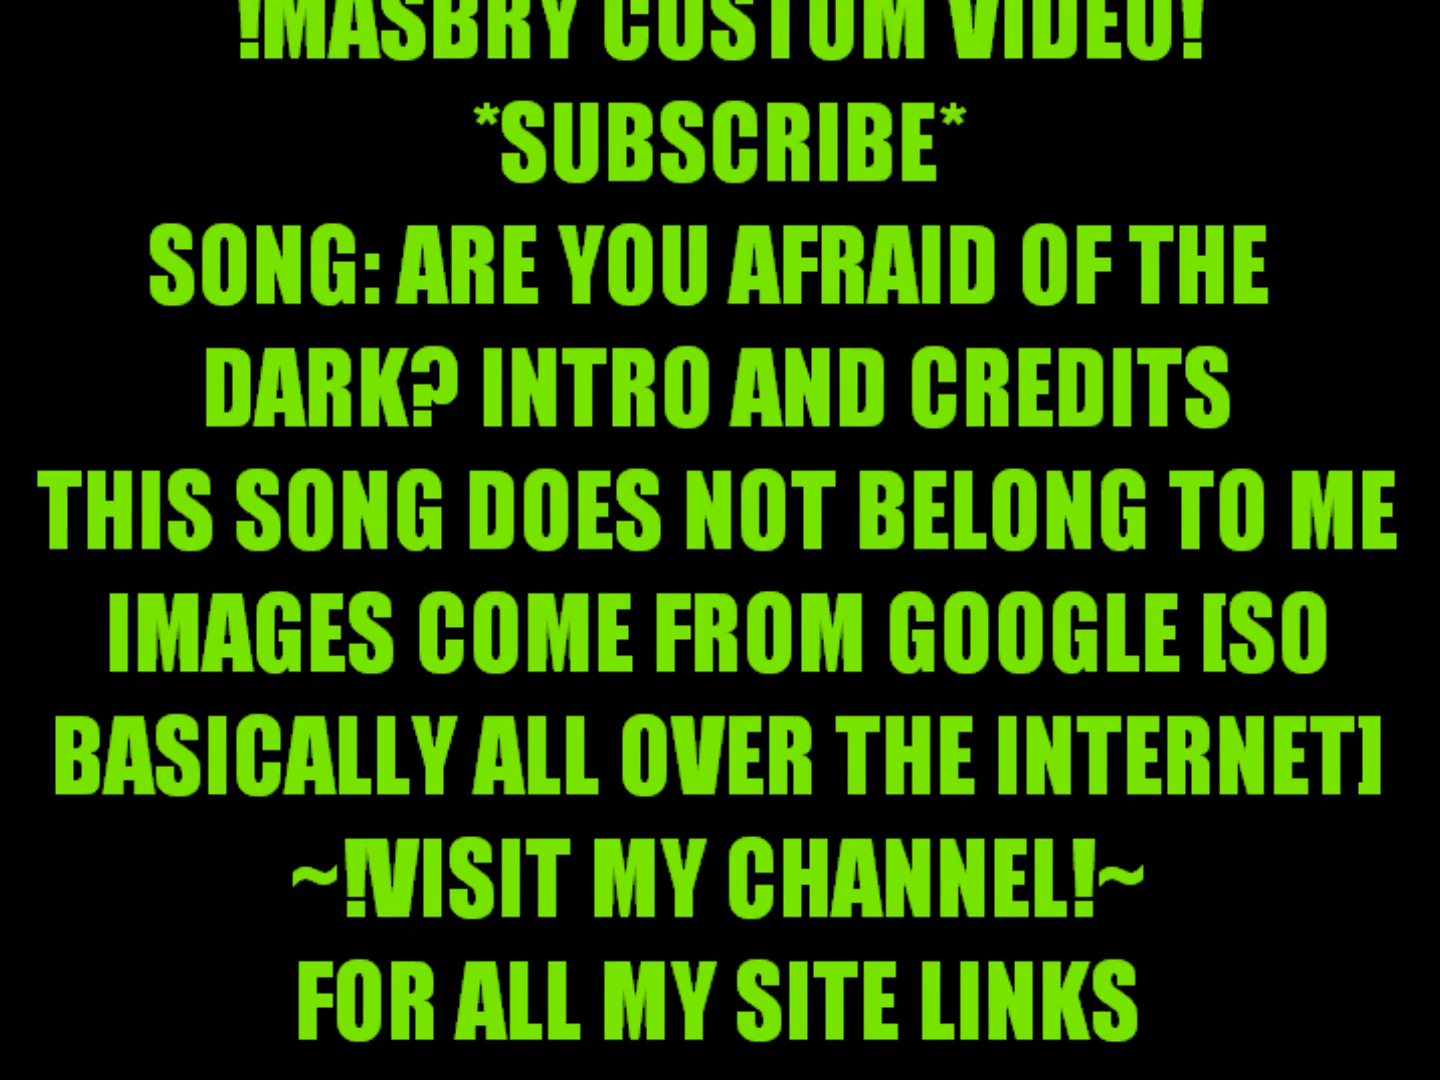 !MASBRY CUSTOM VIDEO!
*SUBSCRIBE*
SONG: ARE YOU AFRAID OF THE
DARK? INTRO AND CREDITS
THIS SONG DOES NOT BELONG TO ME
IMAGES COME FROM GOOGLE [SO
BASICALLY ALL OVER THE INTERNET]
~!VISIT MY CHANNEL!~
FOR ALL MY SITE LINKS